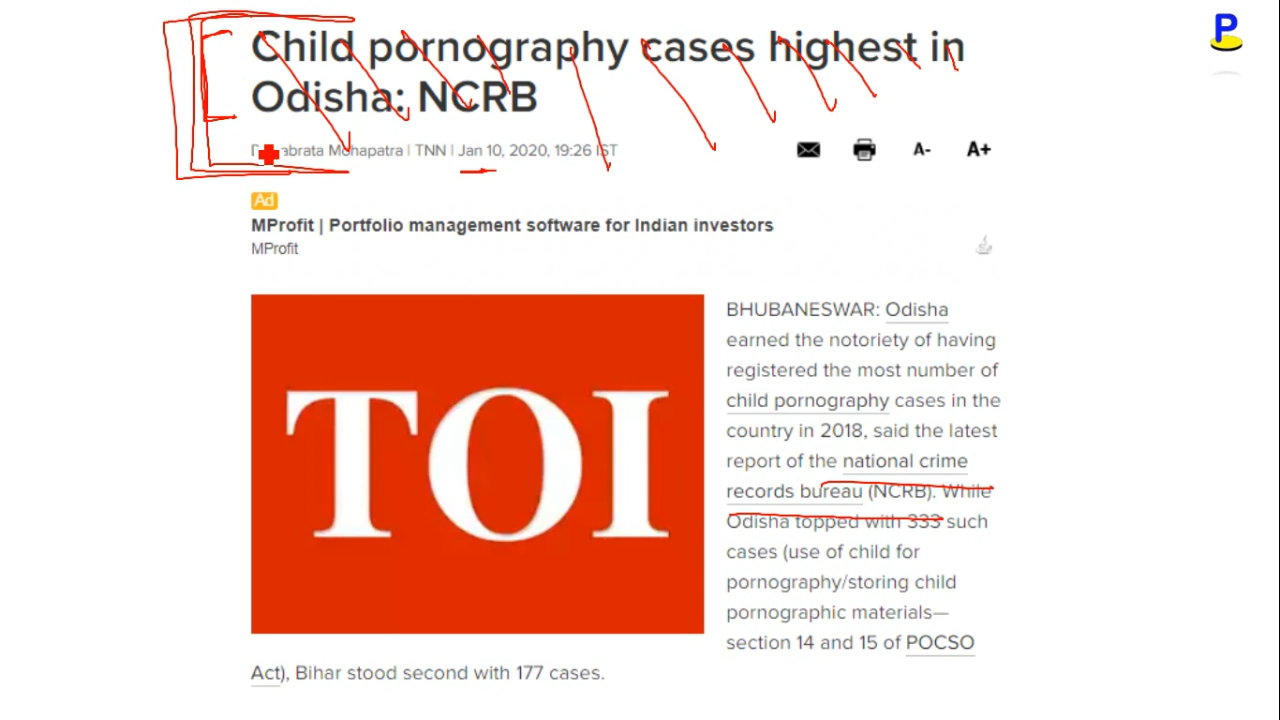 P
Child pornography cases highest in
Odisha: NCRB
Mohapatra | TNN | Jan 10, 2020, 19:26 IST
A- A+
Ad
MProfit | Portfolio management software for Indian investors
MProfit
TOI
BHUBANESWAR: Odisha
earned the notoriety of having
registered the most number of
child pornography cases in the
country in 2018, said the latest
report of the national crime
records bureau (NCRB). While
Odisha topped with 333 such
cases (use of child for
pornography/storing child
pornographic materials—
section 14 and 15 of POCSO
Act), Bihar stood second with 177 cases.